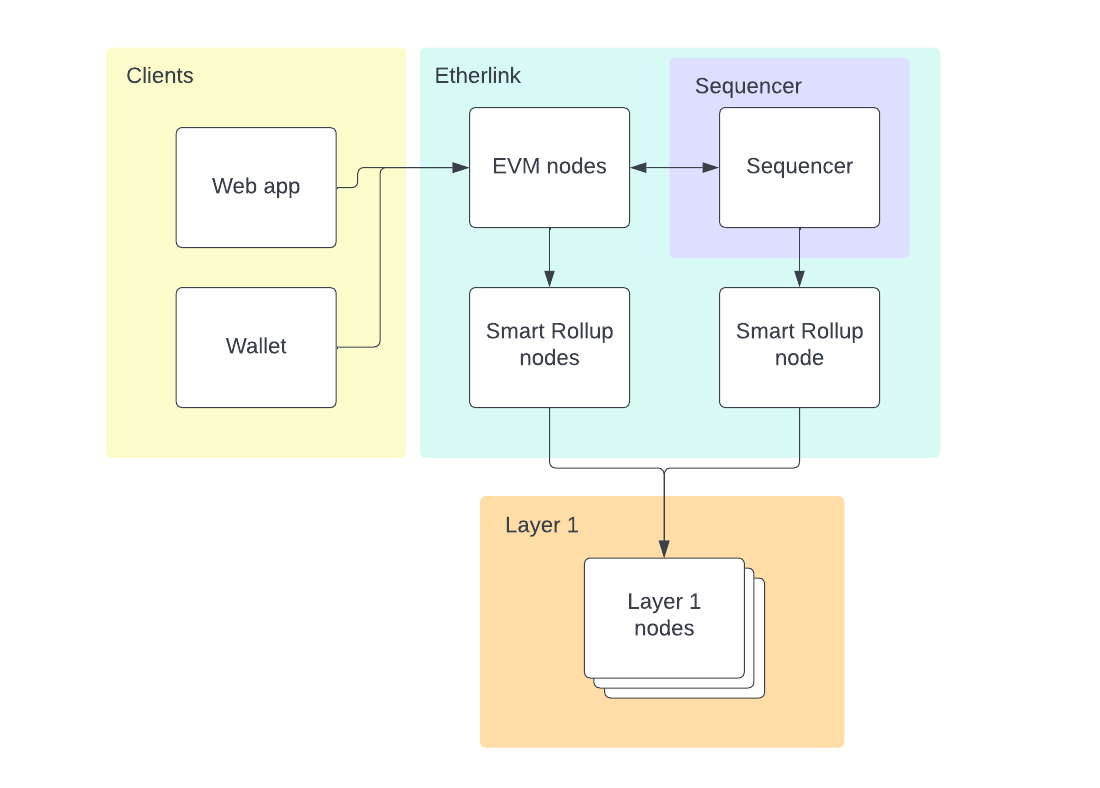 Clients
Web app
Wallet
Etherlink
EVM nodes
Smart Rollup
nodes
Sequencer
Sequencer
Smart Rollup
node
Layer 1
Layer 1
nodes